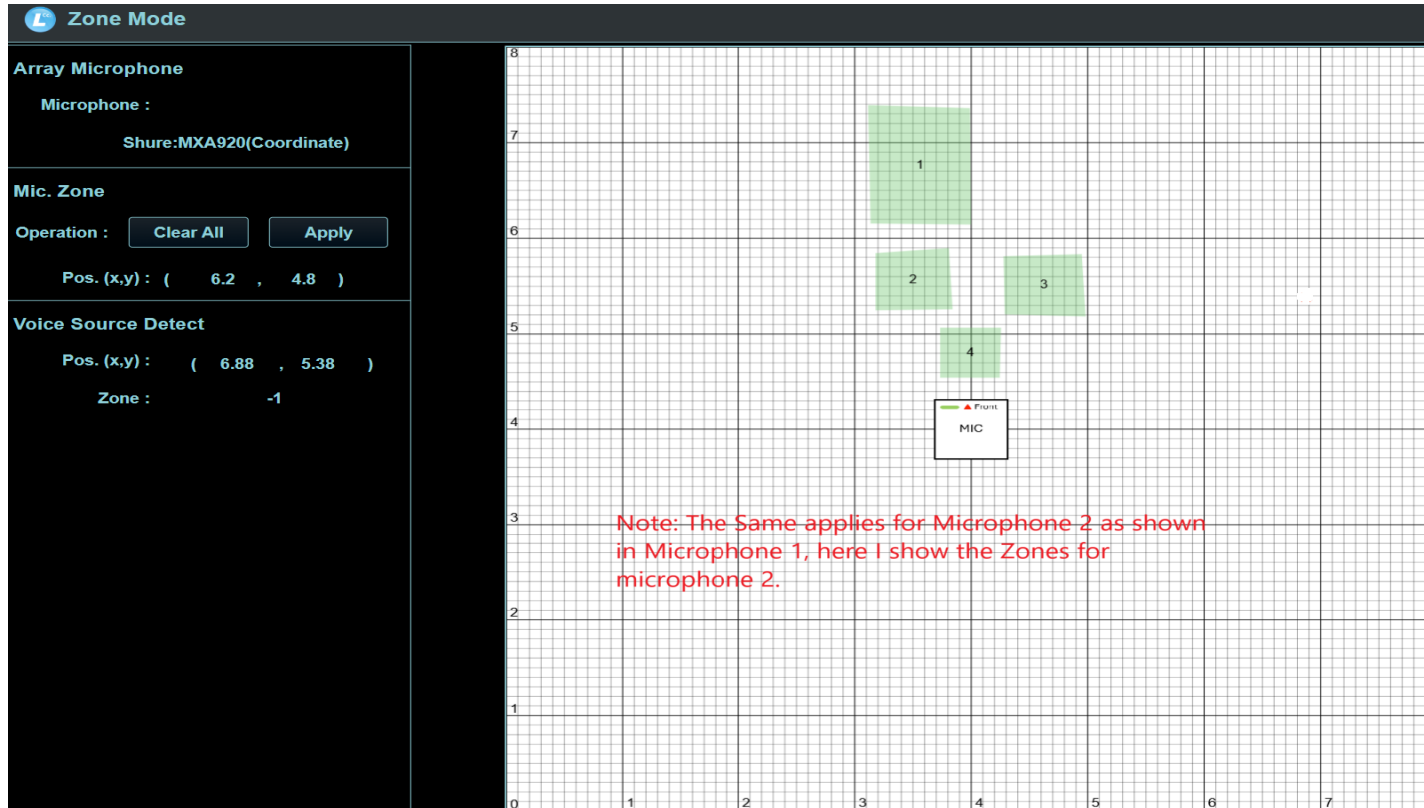 Zone Mode
Array Microphone
Microphone :
Shure:MXA920(Coordinate)
Mic. Zone
Operation : Clear All Apply
Pos. (x,y) : ( 6.2 , 4.8 )
Voice Source Detect
Pos. (x,y) : ( 6.88 , 5.38 )
Zone : -1
8
7
1
6
2
3
5
4
Front
4
MIC
3
Note: The Same applies for Microphone 2 as shown
in Microphone 1, here I show the Zones for
microphone 2.
2
1
0 1 2 3 4 5 6 7